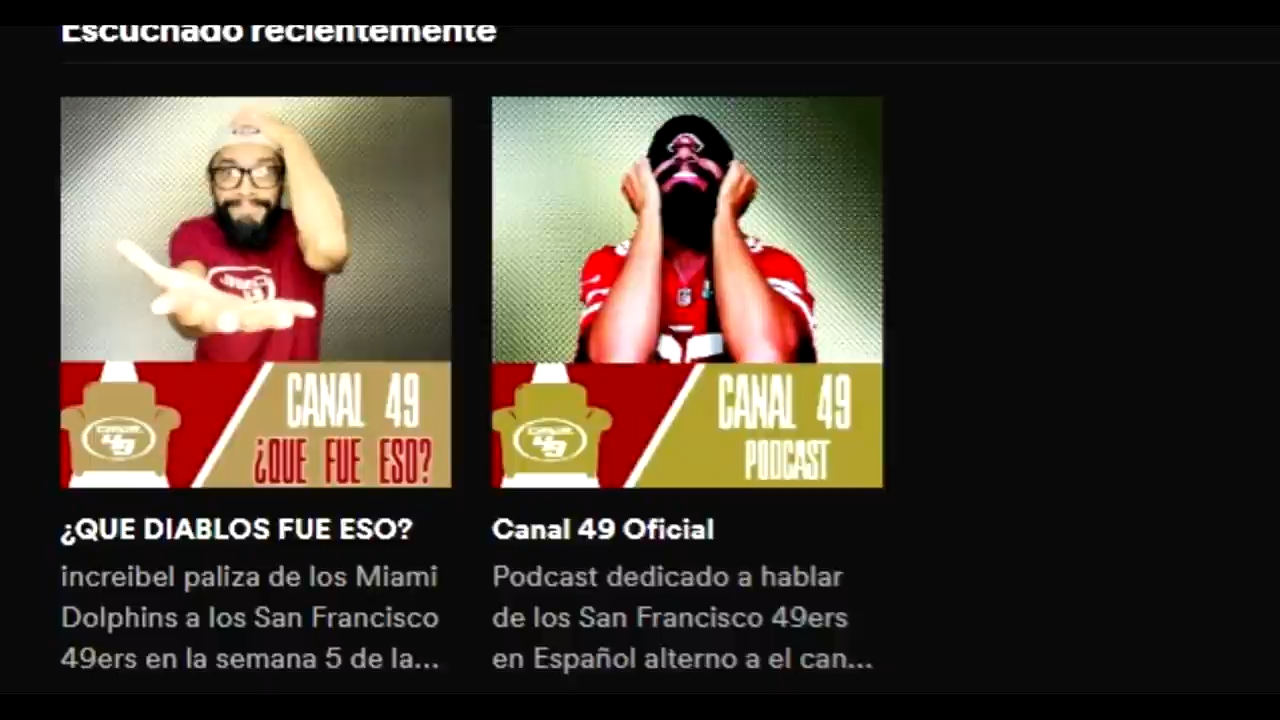 Escuchado recientemente
CANAL 49
¿QUE FUE ESO?
CANAL 49
PODCAST
¿QUE DIABLOS FUE ESO?
increibel paliza de los Miami
Dolphins a los San Francisco
49ers en la semana 5 de la...
Canal 49 Oficial
Podcast dedicado a hablar
de los San Francisco 49ers
en Español alterno a el can...